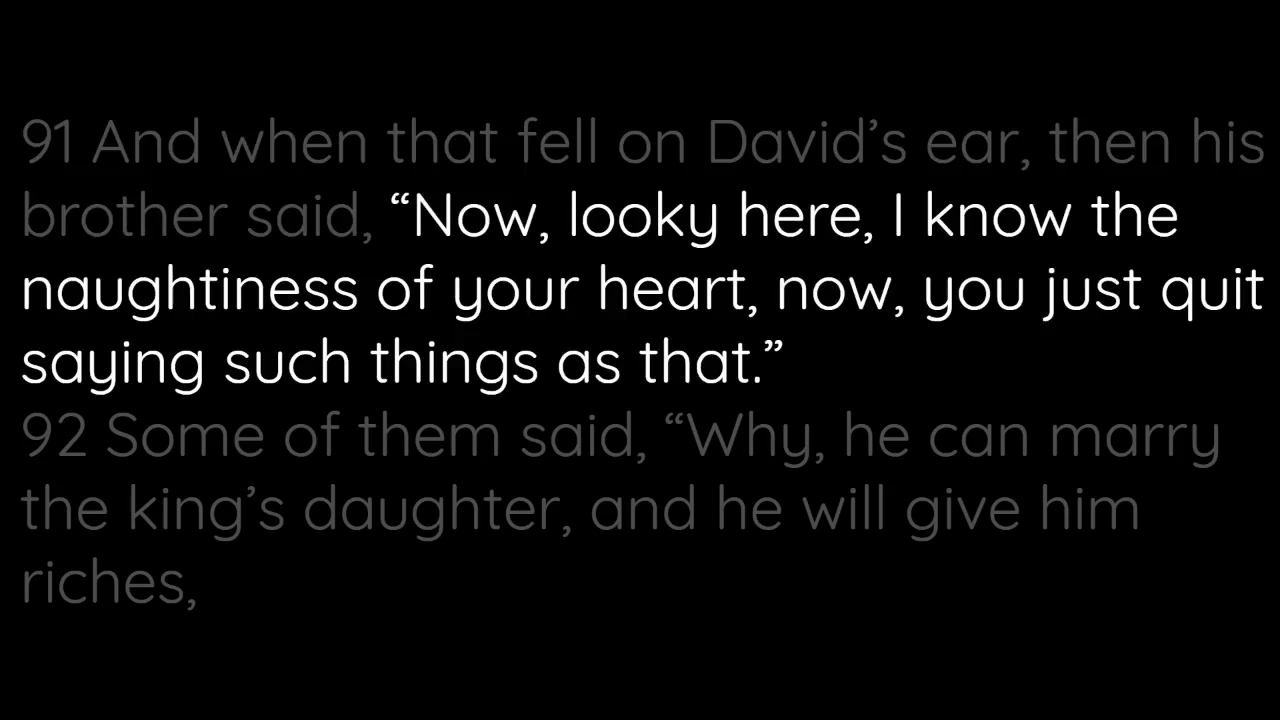 91 And when that fell on David’s ear, then his
brother said, “Now, looky here, I know the
naughtiness of your heart, now, you just quit
saying such things as that.”
92 Some of them said, “Why, he can marry
the king’s daughter, and he will give him
riches,